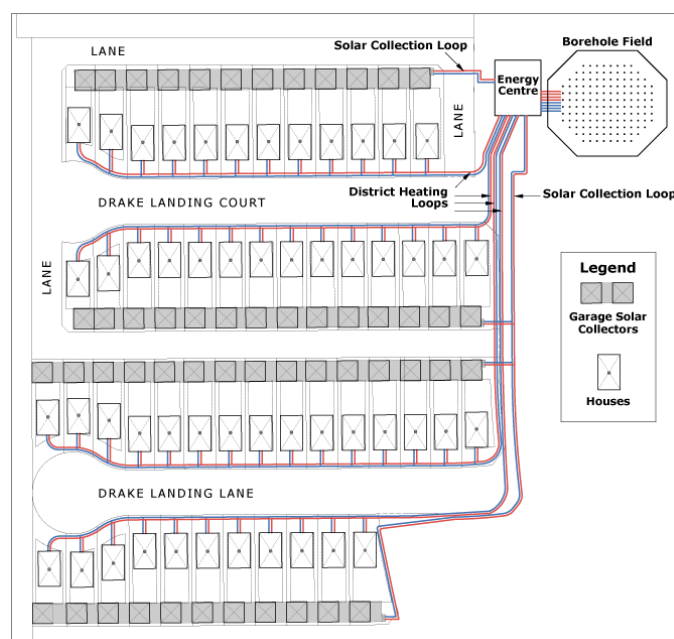 LANE
Solar Collection Loop
Energy
Centre
Borehole Field
LANE
District Heating
Loops
Solar Collection Loop
DRAKE LANDING COURT
LANE
Legend
Garage Solar
Collectors
Houses
DRAKE LANDING LANE